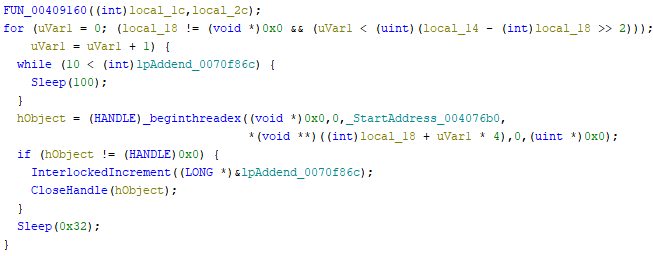 FUN_00409160((int)local_1c,local_2c);
for (uVar1 = 0; (local_18 != (void *)0x0 && (uVar1 < (uint)(local_14 - (int)local_18 >> 2)));
uVar1 = uVar1 + 1) {
while (10 < (int)lpAddend_0070f86c) {
Sleep(100);
}
hObject = (HANDLE)_beginthreadex((void *)0x0,0,_StartAddress_004076b0,
*(void **)((int)local_18 + uVar1 * 4),0,(uint *)0x0);
if (hObject != (HANDLE)0x0) {
InterlockedIncrement((LONG *)&lpAddend_0070f86c);
CloseHandle(hObject);
}
Sleep(0x32);
}